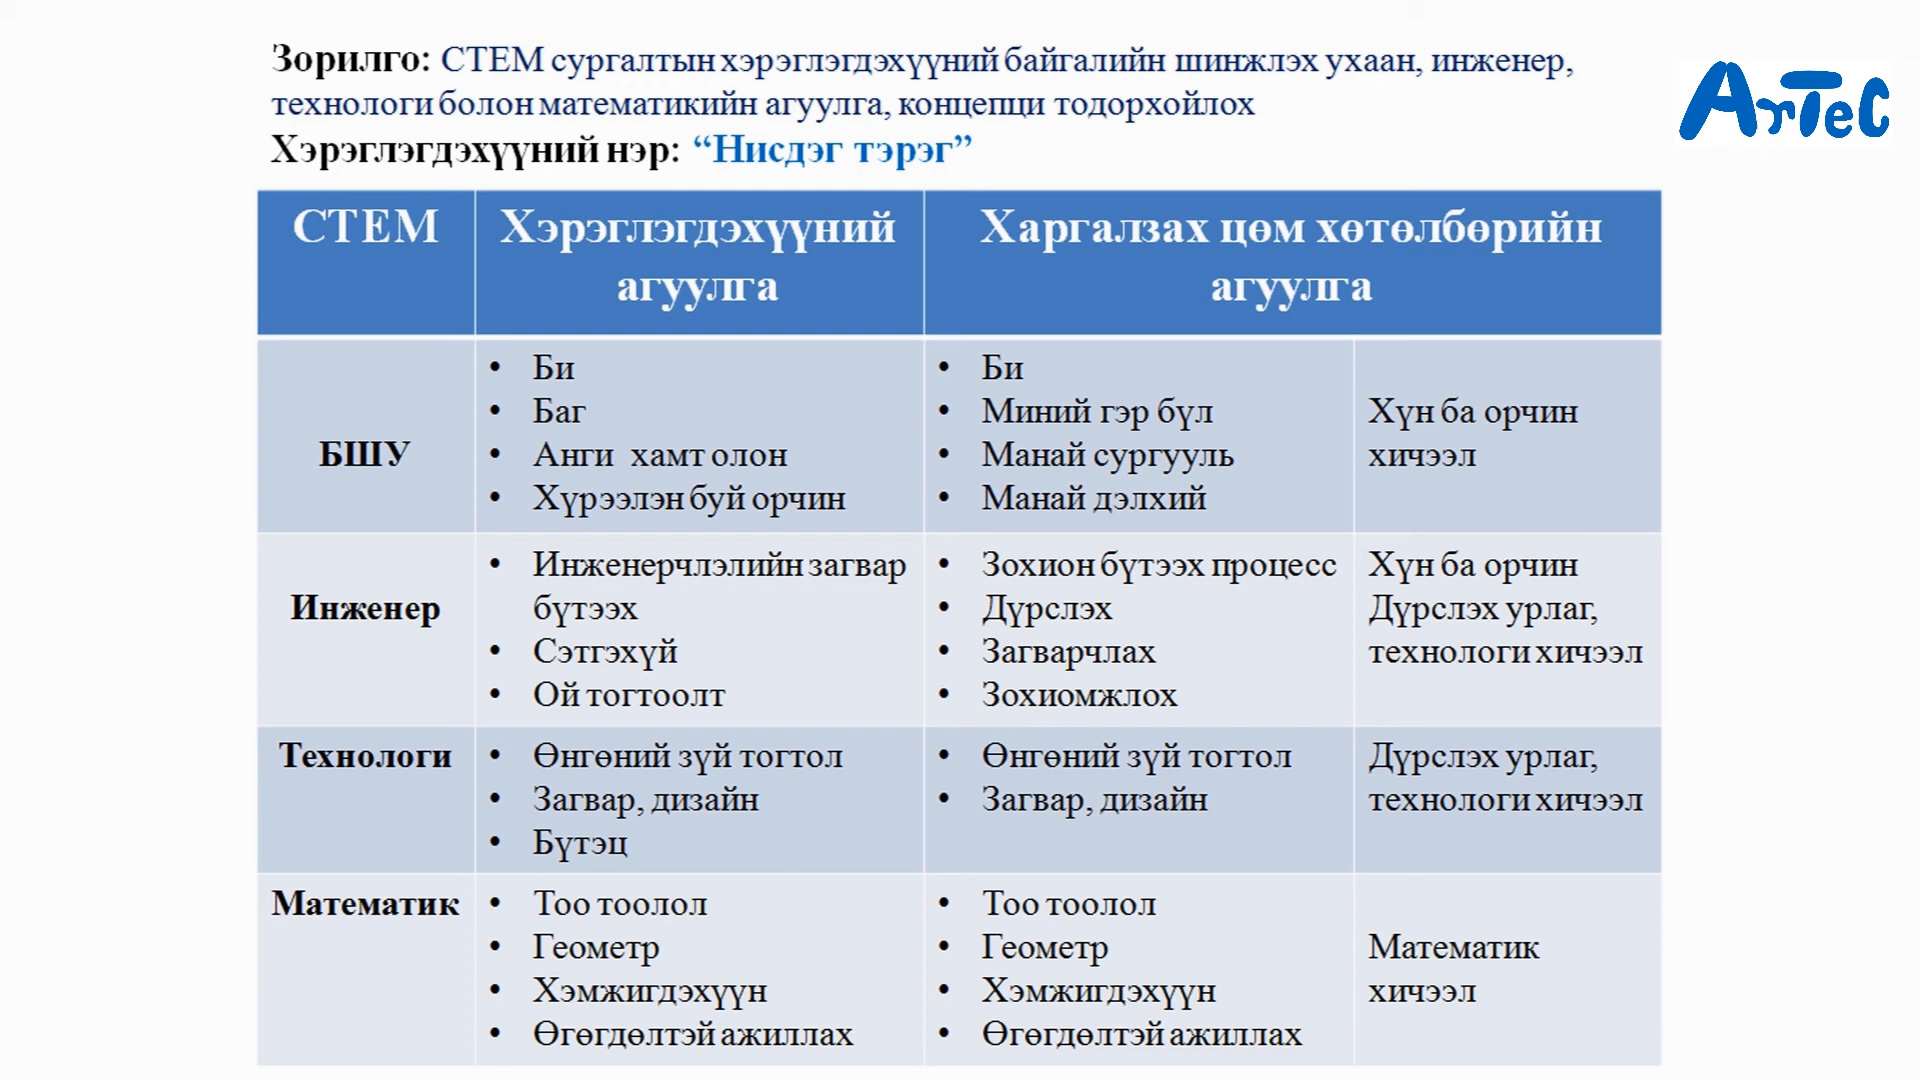 Зорилго: СТЕМ сургалтын хэрэглэгдэхүүний байгалийн шинжлэх ухаан, инженер,
технологи болон математикийн агуулга, концепци тодорхойлох
Хэрэглэгдэхүүний нэр: “Нисдэг тэрэг”
ArTeC
СТЕМ
Хэрэглэгдэхүүний
агуулга
Харгалзах цөм хөтөлбөрийн
агуулга
БШУ
• Би
• Баг
• Анги хамт олон
• Хүрээлэн буй орчин
• Би
• Миний гэр бүл
• Манай сургууль
• Манай дэлхий
Хүн ба орчин
хичээл
Инженер
• Инженерчлэлийн загвар
бүтээх
• Сэтгэхүй
• Ой тогтоолт
• Зохион бүтээх процесс
• Дүрслэх
• Загварчлах
• Зохиомжлох
Хүн ба орчин
Дүрслэх урлаг,
технологи хичээл
Технологи
• Өнгөний зүй тогтол
• Загвар, дизайн
• Бүтэц
• Өнгөний зүй тогтол
• Загвар, дизайн
Дүрслэх урлаг,
технологи хичээл
Математик
• Тоо тоолол
• Геометр
• Хэмжигдэхүүн
• Өгөгдөлтэй ажиллах
• Тоо тоолол
• Геометр
• Хэмжигдэхүүн
• Өгөгдөлтэй ажиллах
Математик
хичээл